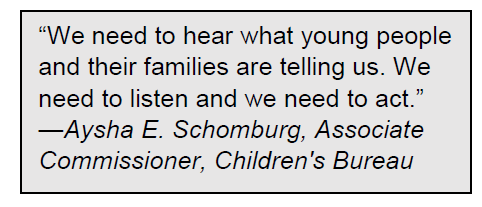 “We need to hear what young people
and their families are telling us. We
need to listen and we need to act.”
—Aysha E. Schomburg, Associate
Commissioner, Children's Bureau